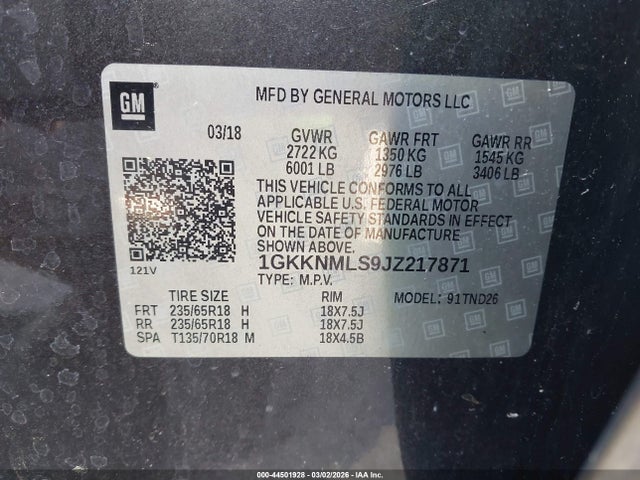 GM
MFD BY GENERAL MOTORS LLC
03/18 GVWR GAWR FRT GAWR RR
2722 KG 1350 KG 1545 KG
6001 LB 2976 LB 3406 LB
THIS VEHICLE CONFORMS TO ALL
APPLICABLE U.S. FEDERAL MOTOR
VEHICLE SAFETY STANDARDS IN EFFECT
ON THE DATE OF MANUFACTURE
SHOWN ABOVE.
121V
1GKKNMLS9JZ217871
TYPE: M.P.V. MODEL: 91TND26
TIRE SIZE RIM
FRT 235/65R18 H 18X7.5J
RR 235/65R18 H 18X7.5J
SPA T135/70R18 M 18X4.5B
000-44501928 - 03/02/2026 - IAA, Inc.